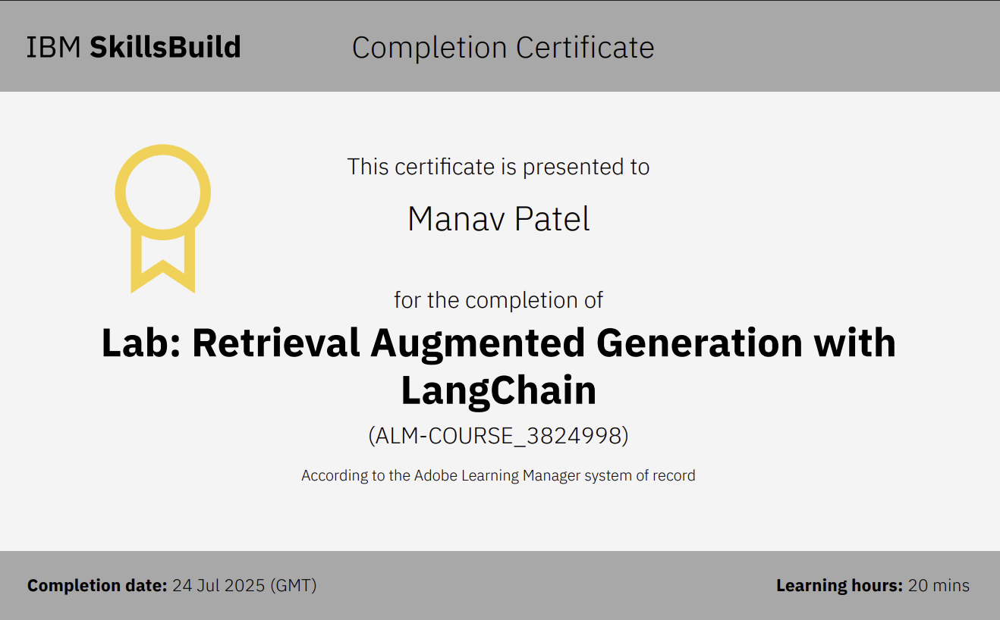 IBM SkillsBuild
Completion Certificate
This certificate is presented to
Manav Patel
for the completion of
Lab: Retrieval Augmented Generation with
LangChain
(ALM-COURSE_3824998)
According to the Adobe Learning Manager system of record
Completion date: 24 Jul 2025 (GMT)
Learning hours: 20 mins